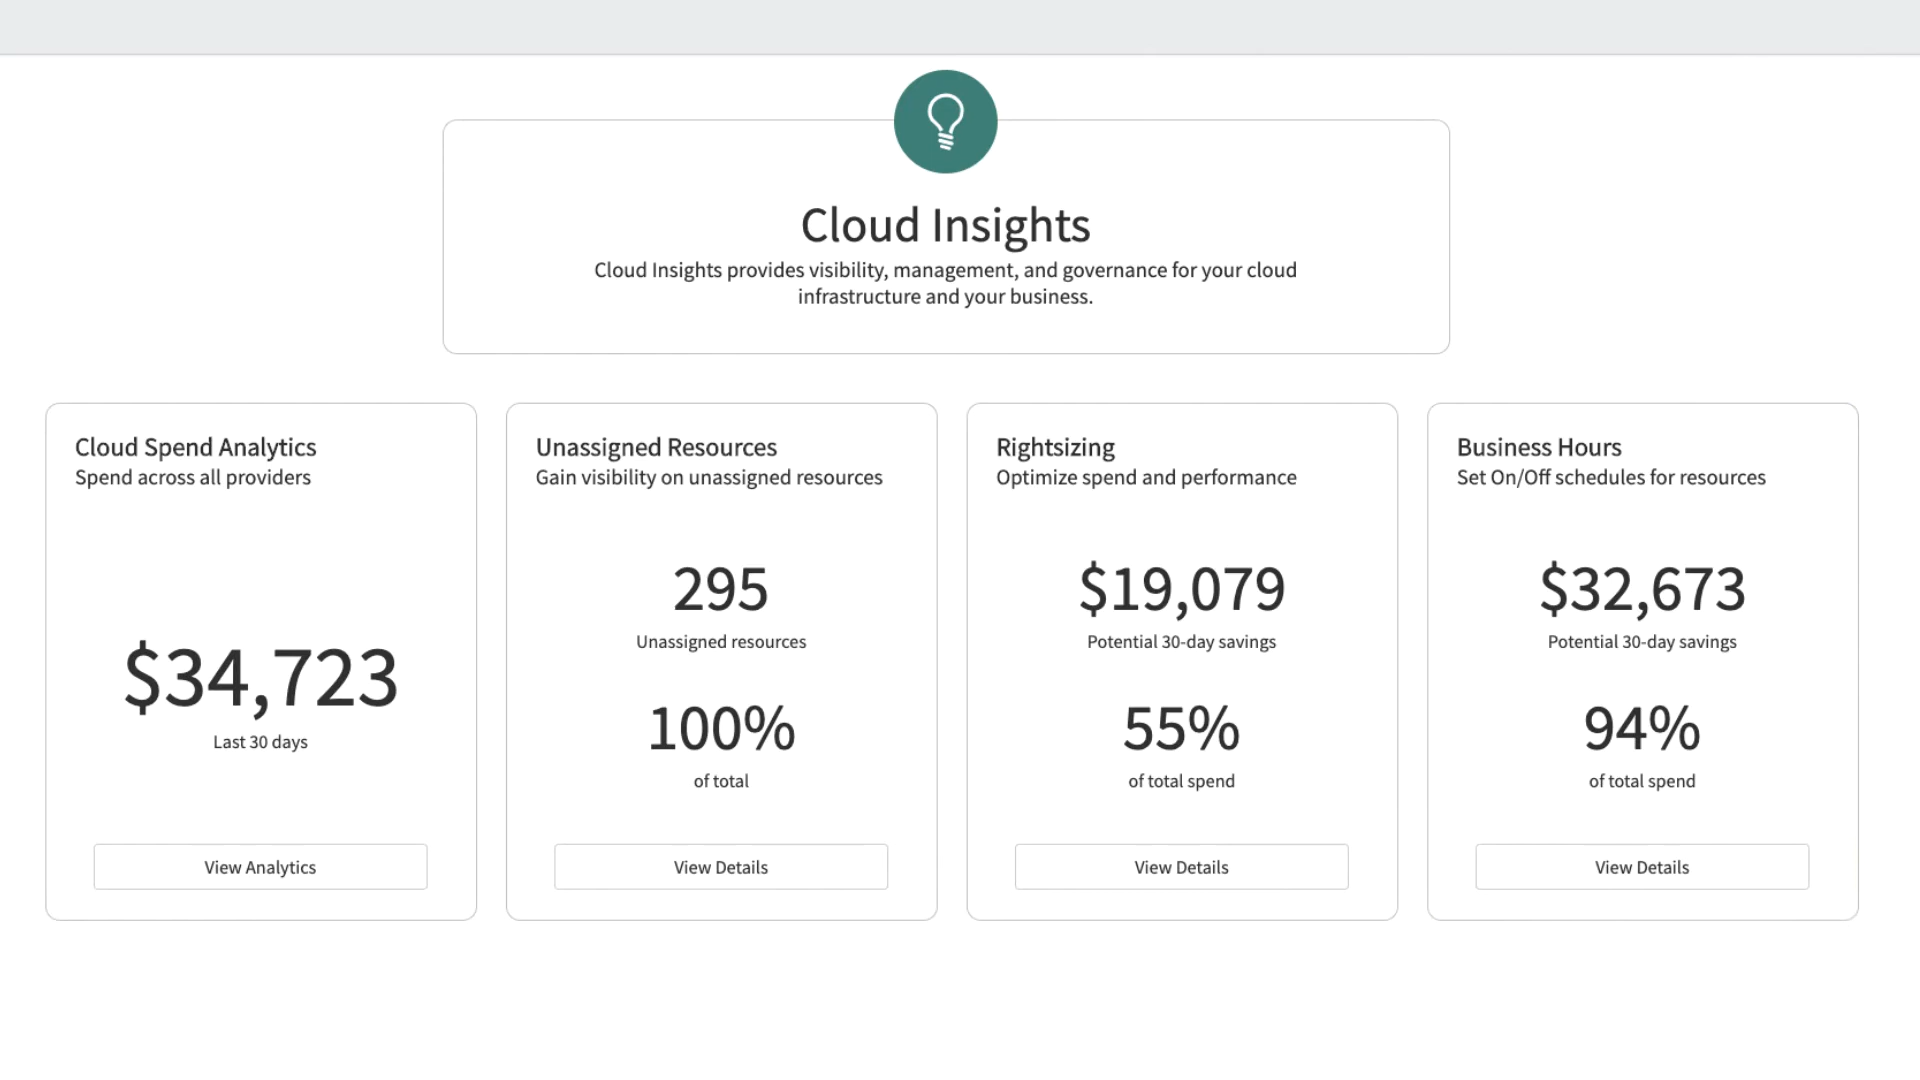 Cloud Insights
Cloud Insights provides visibility, management, and governance for your cloud
infrastructure and your business.
Cloud Spend Analytics
Spend across all providers
$34,723
Last 30 days
View Analytics
Unassigned Resources
Gain visibility on unassigned resources
295
Unassigned resources
100%
of total
View Details
Rightsizing
Optimize spend and performance
$19,079
Potential 30-day savings
55%
of total spend
View Details
Business Hours
Set On/Off schedules for resources
$32,673
Potential 30-day savings
94%
of total spend
View Details